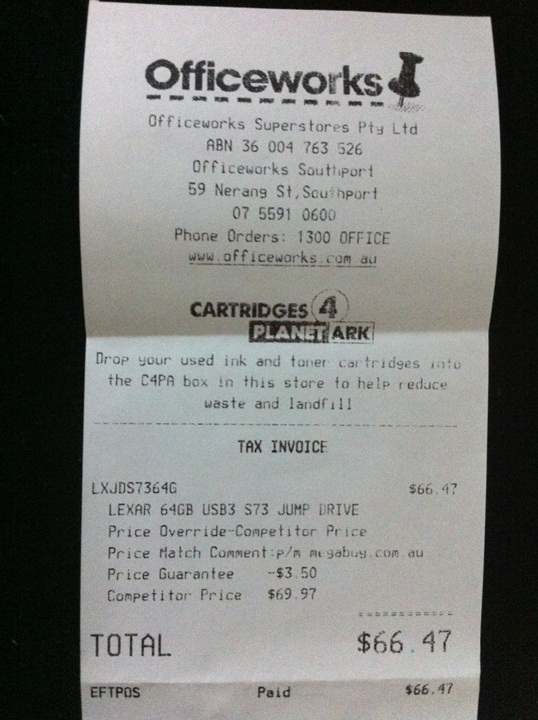 Officeworks
Officeworks Superstores Pty Ltd
ABN 36 004 763 526
Officeworks Southport
59 Nerang St,Southport
07 5591 0600
Phone Orders: 1300 OFFICE
www.officeworks.com.au
CARTRIDGES 4
PLANET ARK
Drop your used ink and toner cartridges into
the C4PA box in this store to help reduce
waste and landfill
TAX INVOICE
LXJDS7364G $66.47
LEXAR 64GB USB3 S73 JUMP DRIVE
Price Override-Competitor Price
Price Match Comment:p/m megabuy.com.au
Price Guarantee -$3.50
Competitor Price $69.97
TOTAL $66.47
EFTPOS Paid $66.47